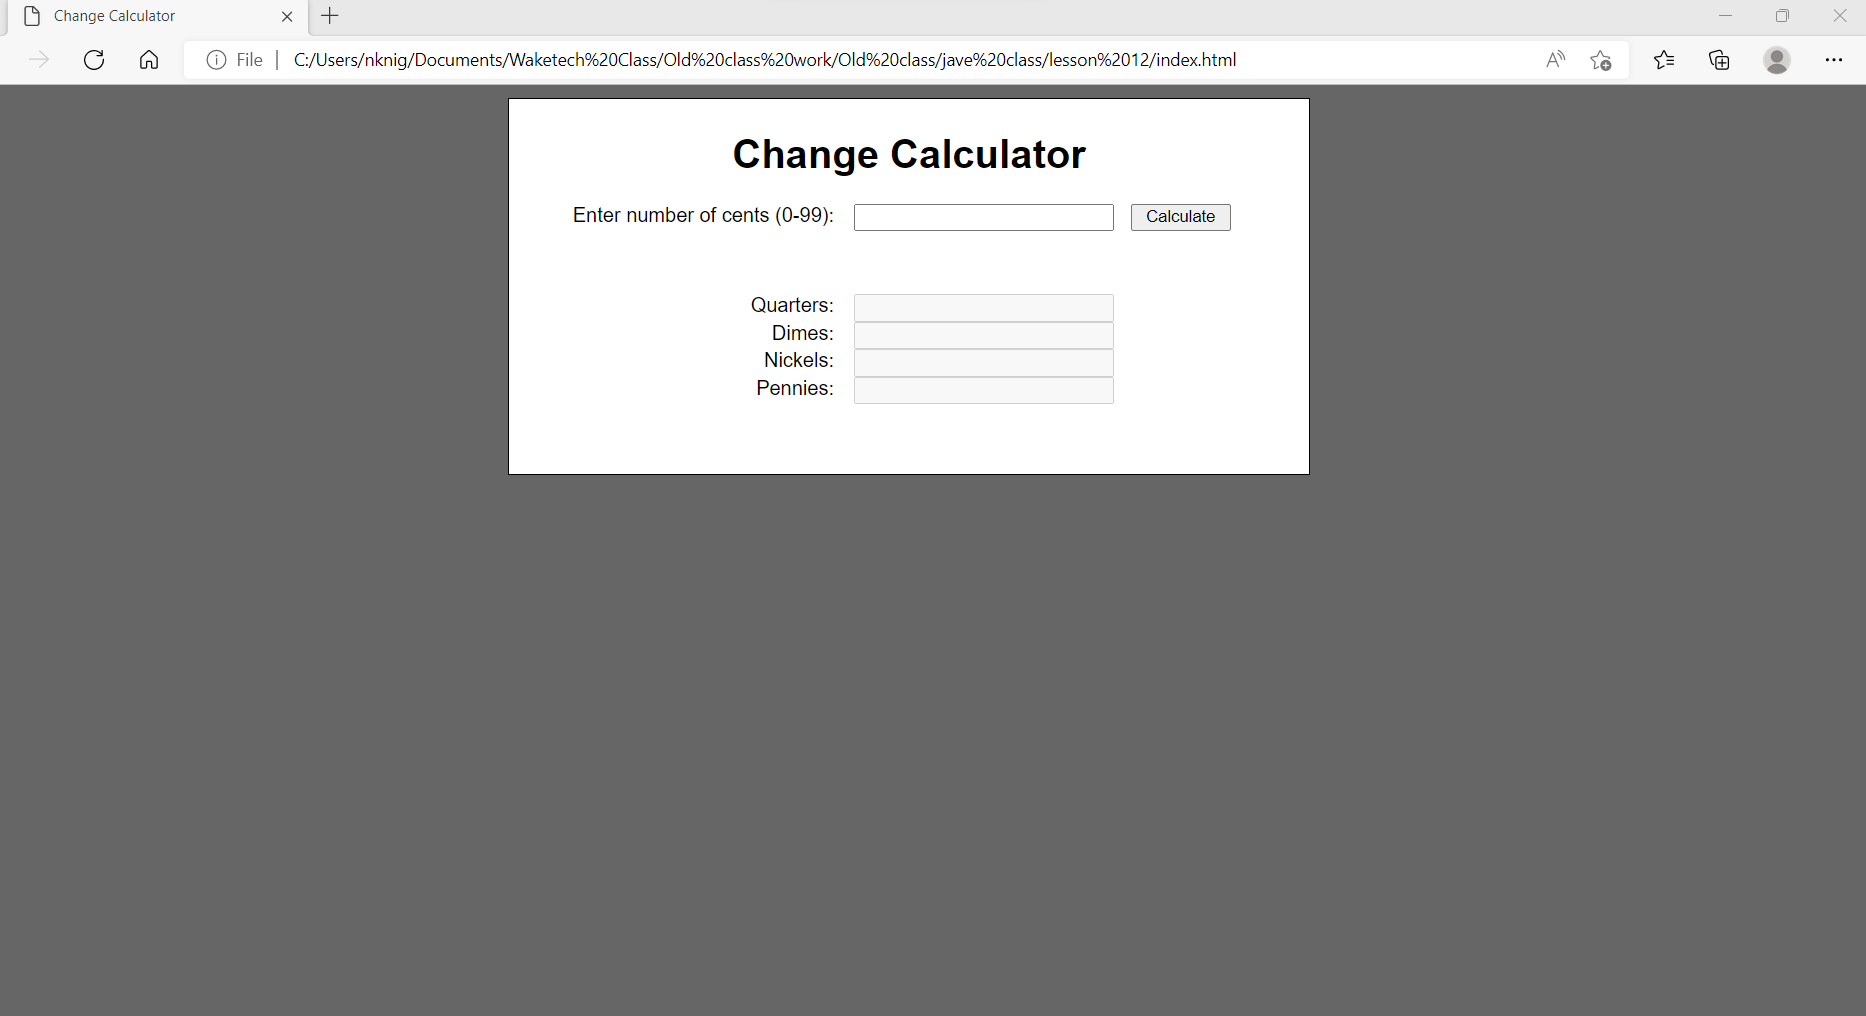 Change Calculator
File | C:/Users/nknig/Documents/Waketech%20Class/Old%20class%20work/Old%20class/jave%20class/lesson%2012/index.html
Change Calculator
Enter number of cents (0-99): Calculate
Quarters:
Dimes:
Nickels:
Pennies: